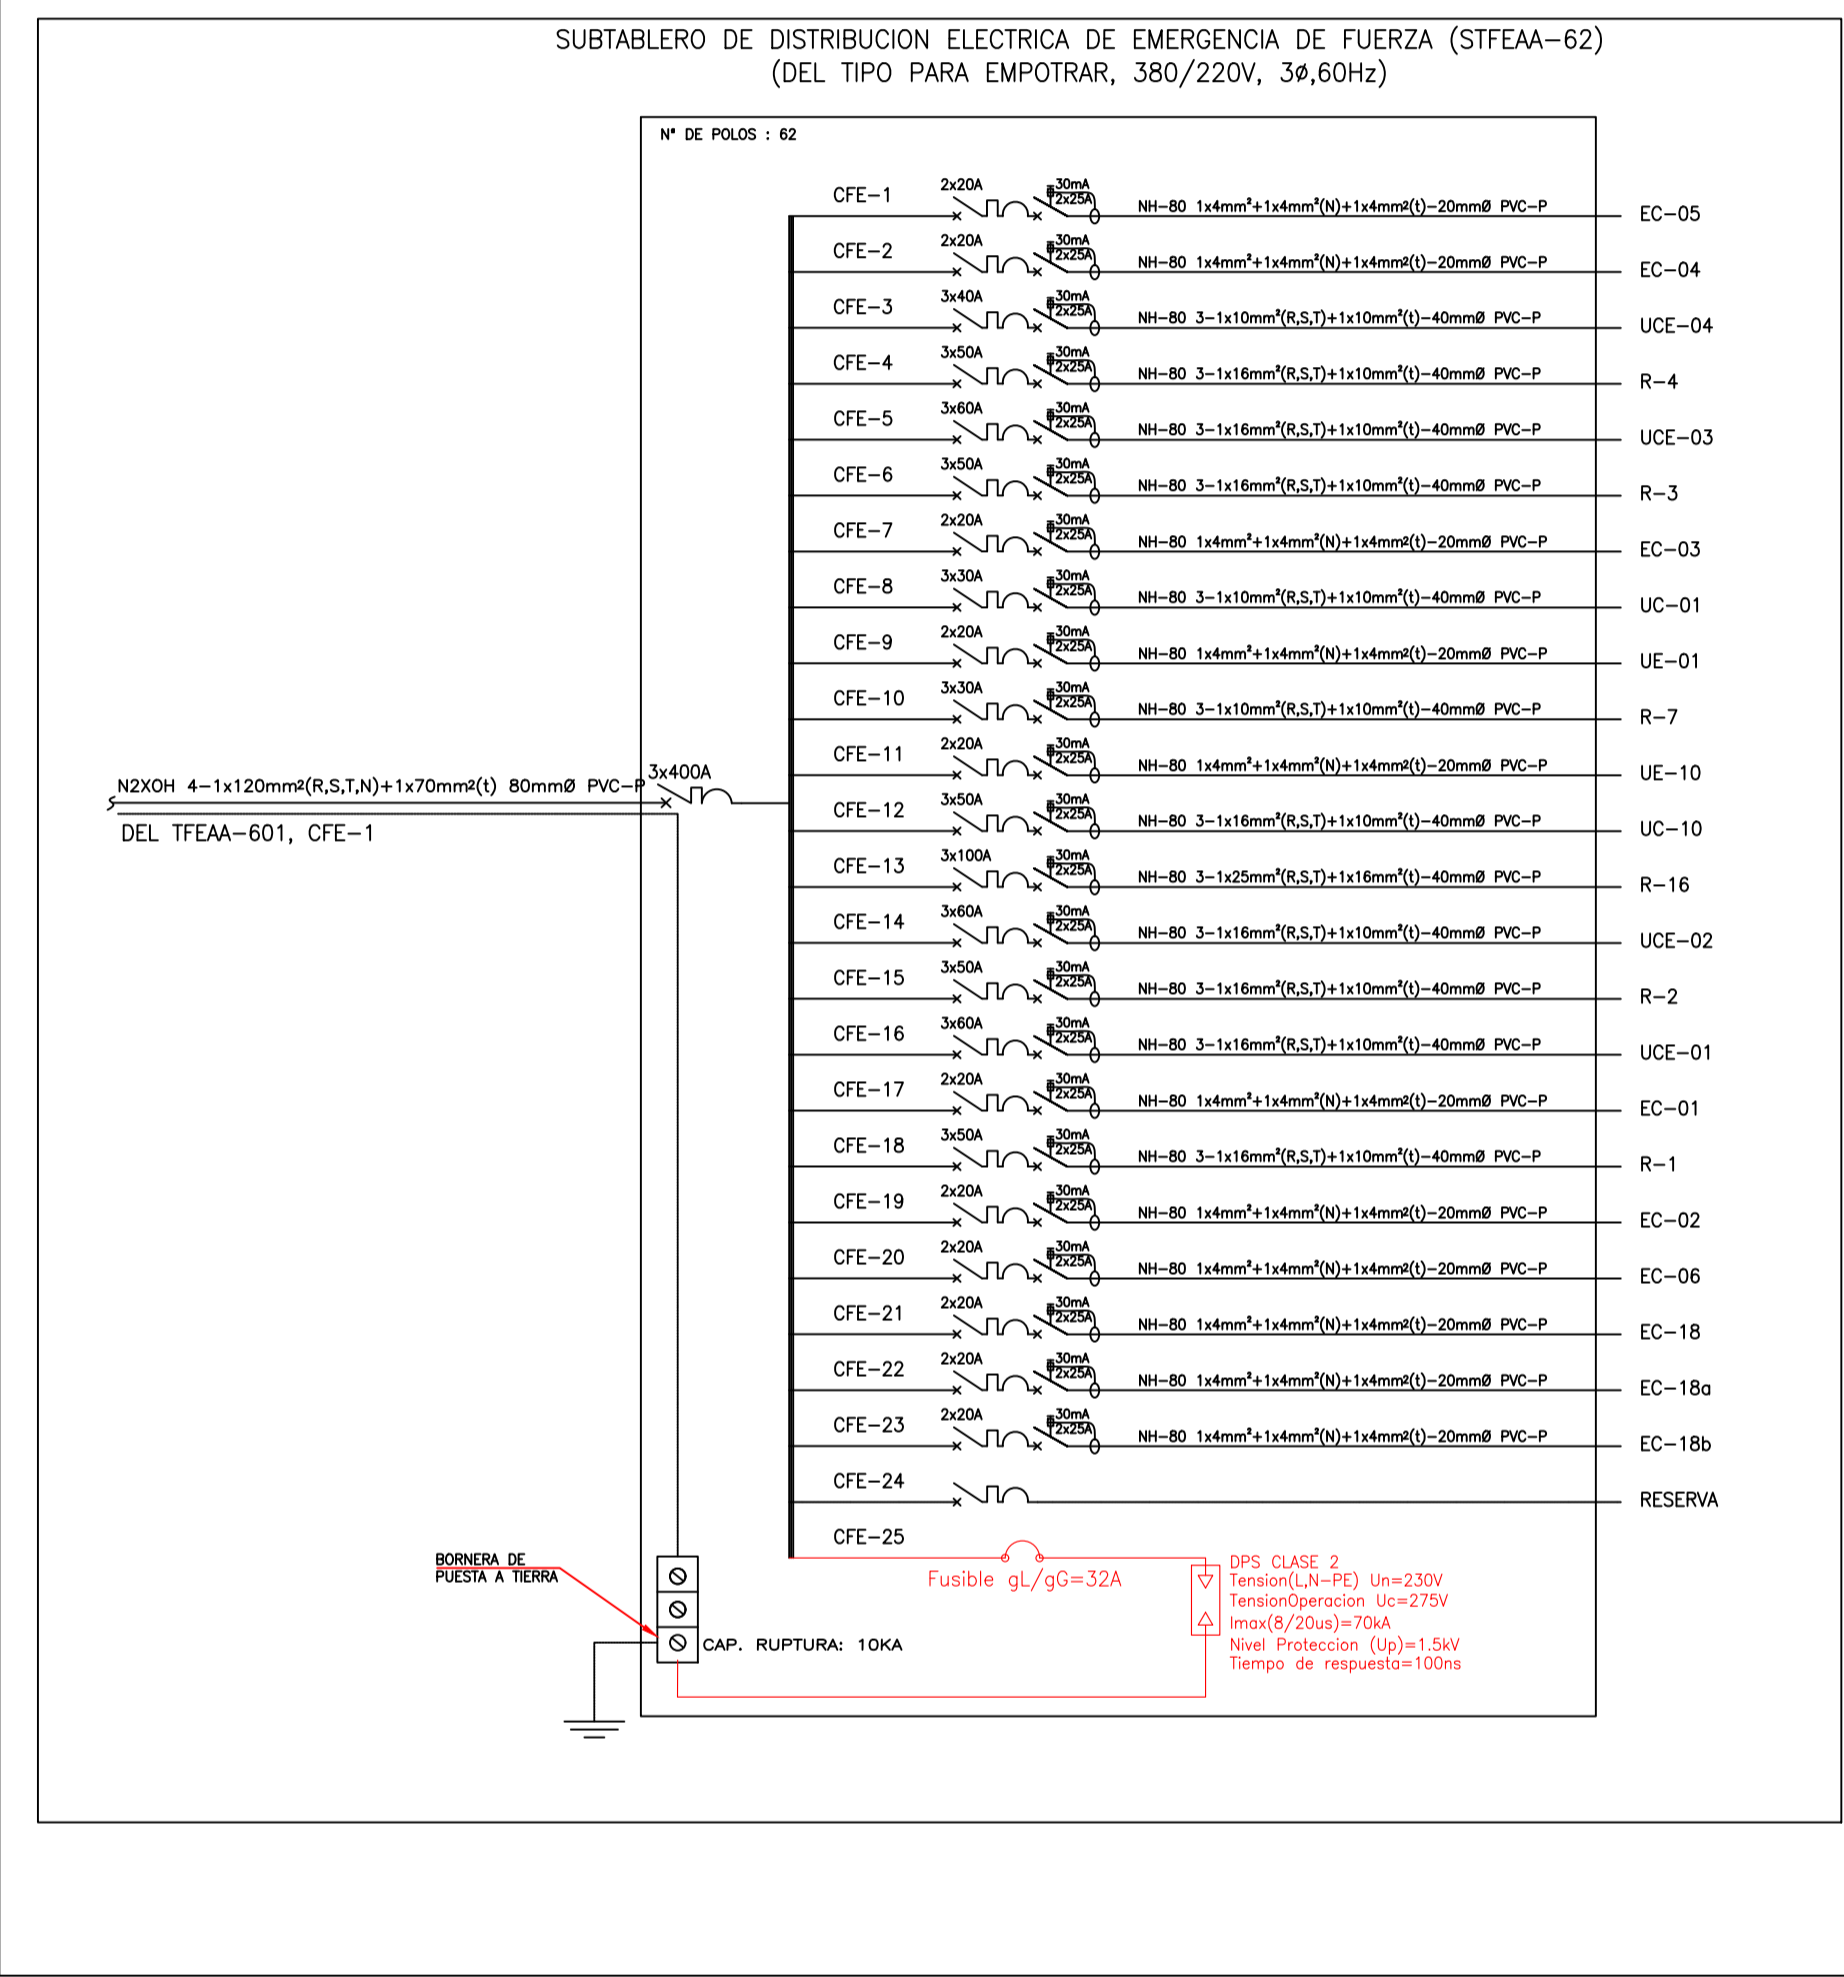 SUBTABLERO DE DISTRIBUCION ELECTRICA DE EMERGENCIA DE FUERZA (STFEAA-62)
(DEL TIPO PARA EMPOTRAR, 380/220V, 3ø,60Hz)
N° DE POLOS : 62
CFE-1 2x20A 30mA 2x25A NH-80 1x4mm²+1x4mm²(N)+1x4mm²(t)-20mmØ PVC-P EC-05
CFE-2 2x20A 30mA 2x25A NH-80 1x4mm²+1x4mm²(N)+1x4mm²(t)-20mmØ PVC-P EC-04
CFE-3 3x40A 30mA 2x25A NH-80 3-1x10mm²(R,S,T)+1x10mm²(t)-40mmØ PVC-P UCE-04
CFE-4 3x50A 30mA 2x25A NH-80 3-1x16mm²(R,S,T)+1x10mm²(t)-40mmØ PVC-P R-4
CFE-5 3x60A 30mA 2x25A NH-80 3-1x16mm²(R,S,T)+1x10mm²(t)-40mmØ PVC-P UCE-03
CFE-6 3x50A 30mA 2x25A NH-80 3-1x16mm²(R,S,T)+1x10mm²(t)-40mmØ PVC-P R-3
CFE-7 2x20A 30mA 2x25A NH-80 1x4mm²+1x4mm²(N)+1x4mm²(t)-20mmØ PVC-P EC-03
CFE-8 3x30A 30mA 2x25A NH-80 3-1x10mm²(R,S,T)+1x10mm²(t)-40mmØ PVC-P UC-01
CFE-9 2x20A 30mA 2x25A NH-80 1x4mm²+1x4mm²(N)+1x4mm²(t)-20mmØ PVC-P UE-01
CFE-10 3x30A 30mA 2x25A NH-80 3-1x10mm²(R,S,T)+1x10mm²(t)-40mmØ PVC-P R-7
CFE-11 2x20A 30mA 2x25A NH-80 1x4mm²+1x4mm²(N)+1x4mm²(t)-20mmØ PVC-P UE-10
N2XOH 4-1x120mm²(R,S,T,N)+1x70mm²(t) 80mmØ PVC-P 3x400A
DEL TFEAA-601, CFE-1
CFE-12 3x50A 30mA 2x25A NH-80 3-1x16mm²(R,S,T)+1x10mm²(t)-40mmØ PVC-P UC-10
CFE-13 3x100A 30mA 2x25A NH-80 3-1x25mm²(R,S,T)+1x16mm²(t)-40mmØ PVC-P R-16
CFE-14 3x60A 30mA 2x25A NH-80 3-1x16mm²(R,S,T)+1x10mm²(t)-40mmØ PVC-P UCE-02
CFE-15 3x50A 30mA 2x25A NH-80 3-1x16mm²(R,S,T)+1x10mm²(t)-40mmØ PVC-P R-2
CFE-16 3x60A 30mA 2x25A NH-80 3-1x16mm²(R,S,T)+1x10mm²(t)-40mmØ PVC-P UCE-01
CFE-17 2x20A 30mA 2x25A NH-80 1x4mm²+1x4mm²(N)+1x4mm²(t)-20mmØ PVC-P EC-01
CFE-18 3x50A 30mA 2x25A NH-80 3-1x16mm²(R,S,T)+1x10mm²(t)-40mmØ PVC-P R-1
CFE-19 2x20A 30mA 2x25A NH-80 1x4mm²+1x4mm²(N)+1x4mm²(t)-20mmØ PVC-P EC-02
CFE-20 2x20A 30mA 2x25A NH-80 1x4mm²+1x4mm²(N)+1x4mm²(t)-20mmØ PVC-P EC-06
CFE-21 2x20A 30mA 2x25A NH-80 1x4mm²+1x4mm²(N)+1x4mm²(t)-20mmØ PVC-P EC-18
CFE-22 2x20A 30mA 2x25A NH-80 1x4mm²+1x4mm²(N)+1x4mm²(t)-20mmØ PVC-P EC-18a
CFE-23 2x20A 30mA 2x25A NH-80 1x4mm²+1x4mm²(N)+1x4mm²(t)-20mmØ PVC-P EC-18b
CFE-24 RESERVA
CFE-25
BORNERA DE
PUESTA A TIERRA
Fusible gL/gG=32A
DPS CLASE 2
Tension(L,N-PE) Un=230V
TensionOperacion Uc=275V
Imax(8/20us)=70kA
Nivel Proteccion (Up)=1.5kV
Tiempo de respuesta=100ns
CAP. RUPTURA: 10KA